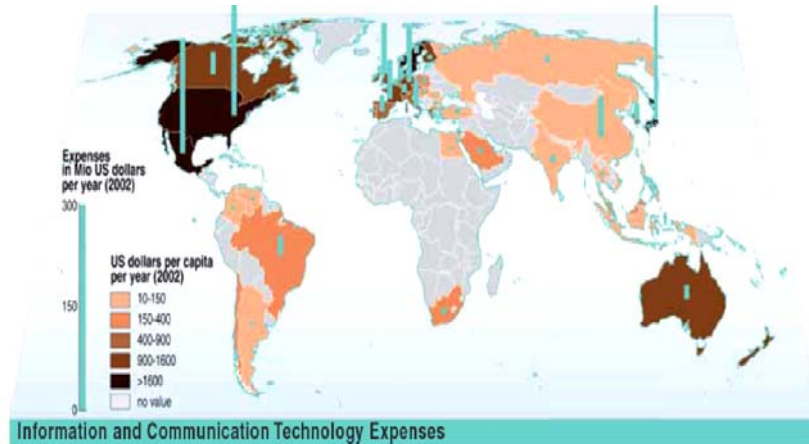 Expenses
in Mio US dollars
per year (2002)
300
150
0
US dollars per capita
per year (2002)
10-150
150-400
400-900
900-1600
>1600
no value
Information and Communication Technology Expenses